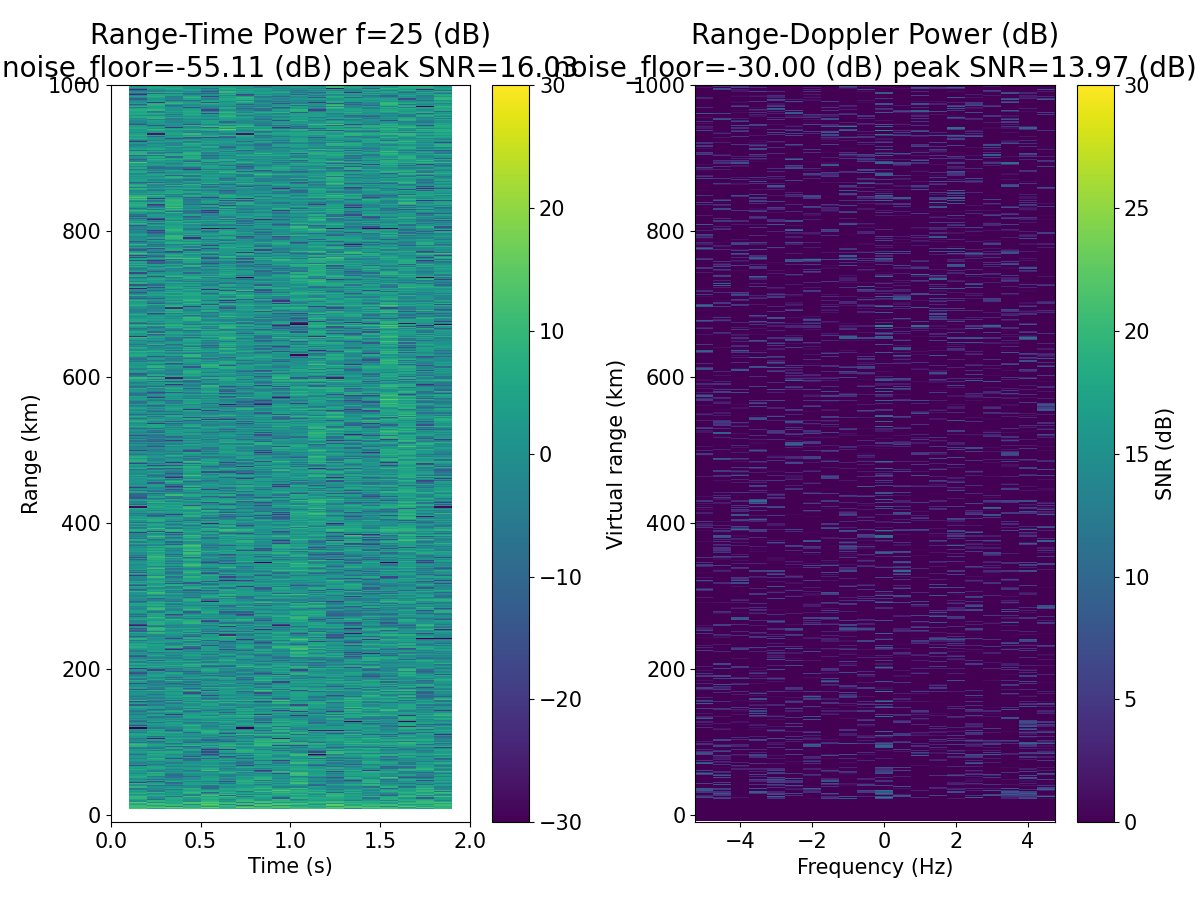 Range-Time Power f=25 (dB)
noise_floor=-55.11 (dB) peak SNR=16.03
Range-Doppler Power (dB)
noise_floor=-30.00 (dB) peak SNR=13.97 (dB)
Range (km)
1000
800
600
400
200
0
0.0 0.5 1.0 1.5 2.0
Time (s)
30
20
10
0
−10
−20
−30
Virtual range (km)
1000
800
600
400
200
0
−4 −2 0 2 4
Frequency (Hz)
30
25
20
15
10
5
0
SNR (dB)